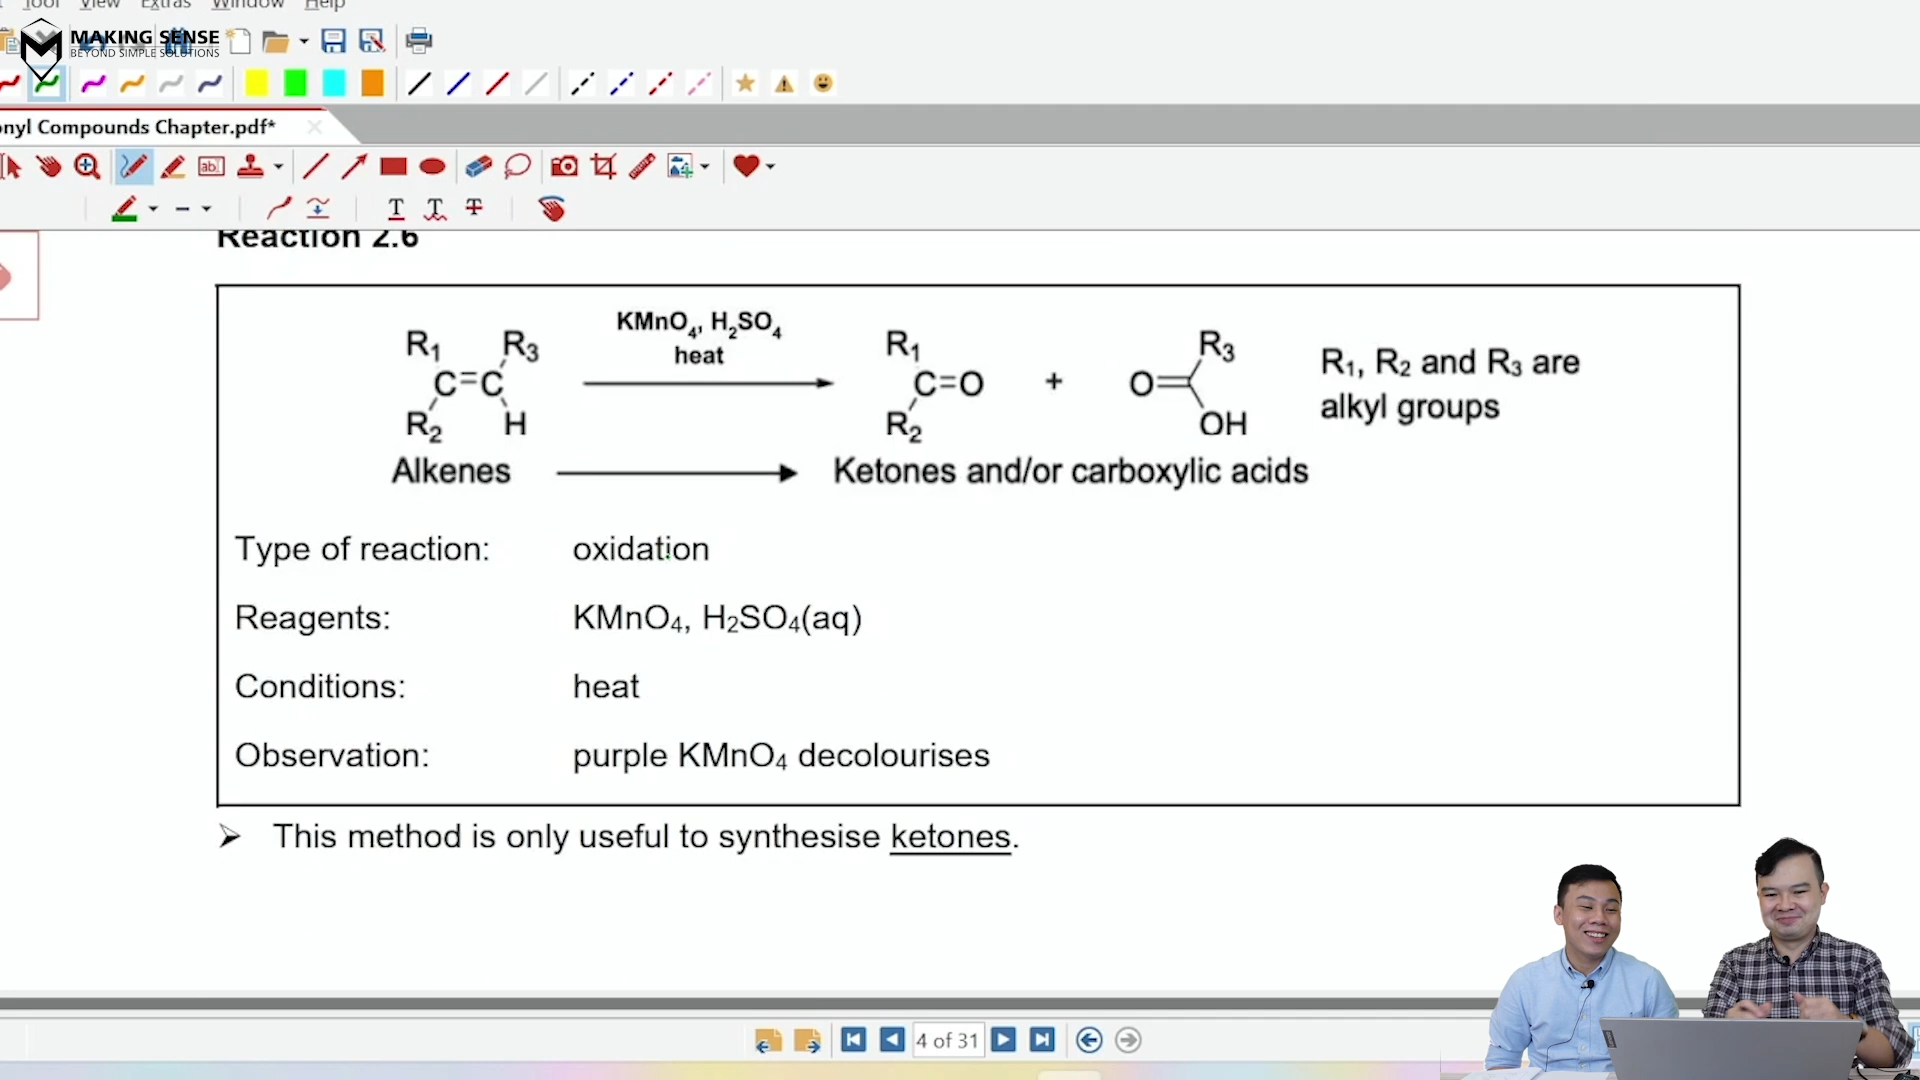 Tool View Extras Window Help
MAKING SENSE
BEYOND SIMPLE SOLUTIONS
onyl Compounds Chapter.pdf*
Reaction 2.6
KMnO₄, H₂SO₄
heat
R₁ R₃ R₁ R₃
C=C C=O + O OH
R₂ H R₂
R₁, R₂ and R₃ are
alkyl groups
Alkenes Ketones and/or carboxylic acids
Type of reaction: oxidation
Reagents: KMnO₄, H₂SO₄(aq)
Conditions: heat
Observation: purple KMnO₄ decolourises
This method is only useful to synthesise ketones.
4 of 31